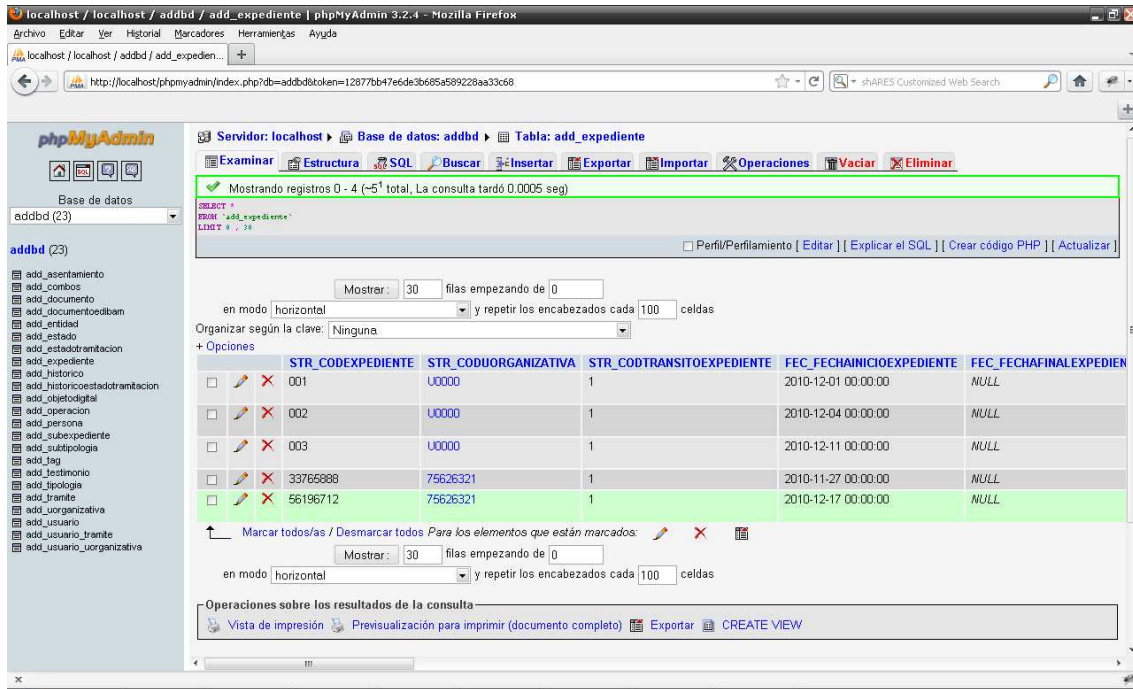 localhost / localhost / addbd / add_expediente | phpMyAdmin 3.2.4 - Mozilla Firefox
Archivo Editar Ver Historial Marcadores Herramientas Ayuda
localhost / localhost / addbd / add_expedien... +
http://localhost/phpmyadmin/index.php?db=addbd&token=12877bb47e6de3b685a589228aa33c68
shARES Customized Web Search
phpMyAdmin
Base de datos
addbd (23)
addbd (23)
add_asentamiento
add_combos
add_documento
add_documentoedibam
add_entidad
add_estado
add_estadotramitacion
add_expediente
add_historico
add_historicoestadotramitacion
add_objetodigital
add_operacion
add_persona
add_subexpediente
add_subtipologia
add_tag
add_testimonio
add_tipologia
add_tramite
add_uorganizativa
add_usuario
add_usuario_tramite
add_usuario_uorganizativa
Servidor: localhost Base de datos: addbd Tabla: add_expediente
Examinar Estructura SQL Buscar Insertar Exportar Importar Operaciones Vaciar Eliminar
Mostrando registros 0 - 4 (~5¹ total, La consulta tardó 0.0005 seg)
SELECT *
FROM `add_expediente`
LIMIT 0 , 30
Perfil/Perfilamiento [ Editar ] [ Explicar el SQL ] [ Crear código PHP ] [ Actualizar ]
Mostrar : 30 filas empezando de 0
en modo horizontal y repetir los encabezados cada 100 celdas
Organizar según la clave: Ninguna
+ Opciones
STR_CODEXPEDIENTE STR_CODUORGANIZATIVA STR_CODTRANSITOEXPEDIENTE FEC_FECHAINICIOEXPEDIENTE FEC_FECHAFINALEXPEDIEN
001 U0000 1 2010-12-01 00:00:00 NULL
002 U0000 1 2010-12-04 00:00:00 NULL
003 U0000 1 2010-12-11 00:00:00 NULL
33765888 75626321 1 2010-11-27 00:00:00 NULL
56196712 75626321 1 2010-12-17 00:00:00 NULL
Marcar todos/as / Desmarcar todos Para los elementos que están marcados:
Mostrar : 30 filas empezando de 0
en modo horizontal y repetir los encabezados cada 100 celdas
Operaciones sobre los resultados de la consulta
Vista de impresión Previsualización para imprimir (documento completo) Exportar CREATE VIEW